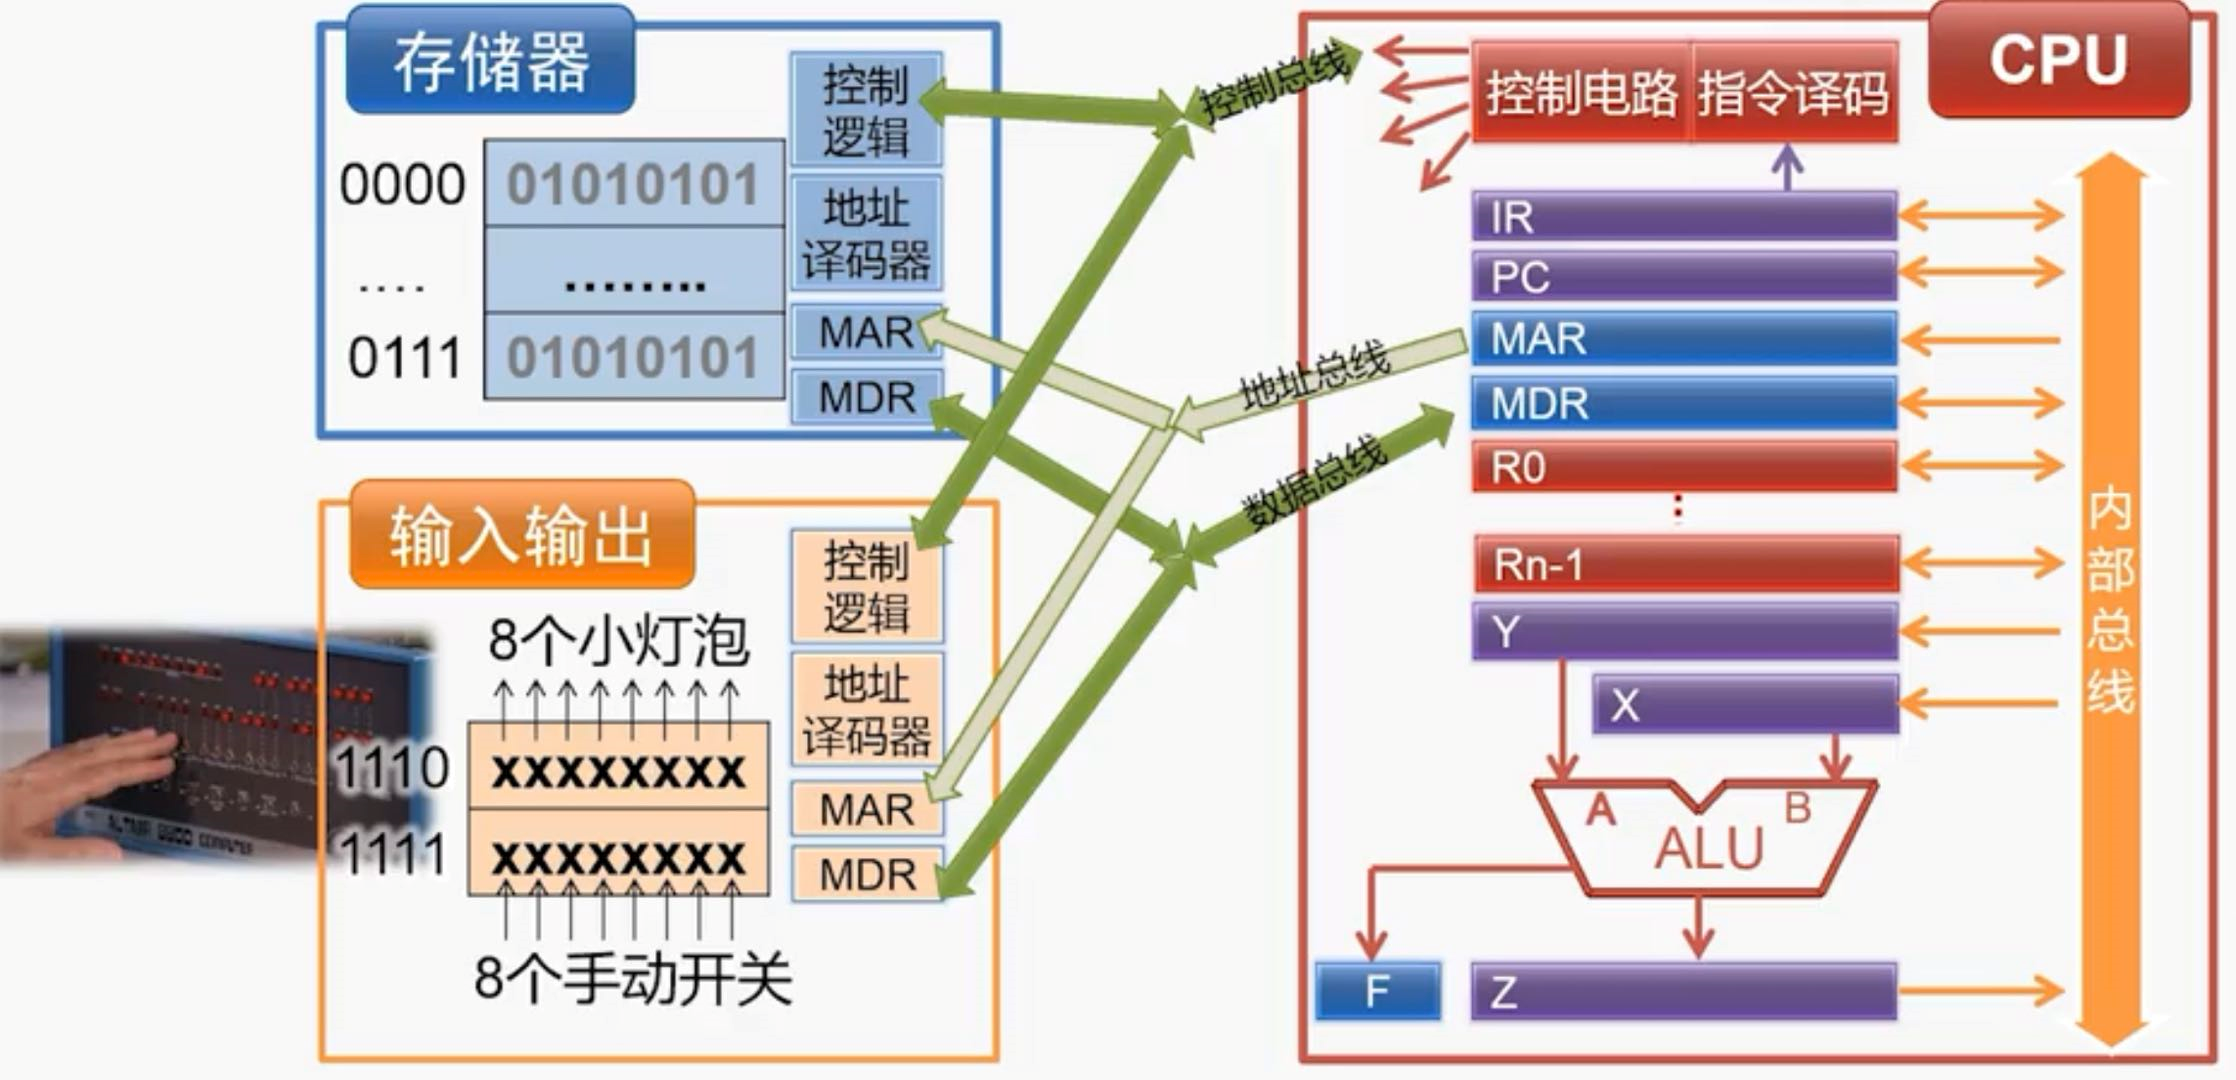 存储器
控制
逻辑
0000
01010101
地址
译码器
....
........
MAR
0111
01010101
MDR
输入输出
控制
逻辑
8个小灯泡
地址
译码器
1110
xxxxxxxx
MAR
1111
xxxxxxxx
MDR
8个手动开关
ALTAIR 8800 COMPUTER
控制总线
地址总线
数据总线
CPU
控制电路
指令译码
IR
PC
MAR
MDR
R0
Rn-1
Y
X
A
B
ALU
F
Z
内部总线